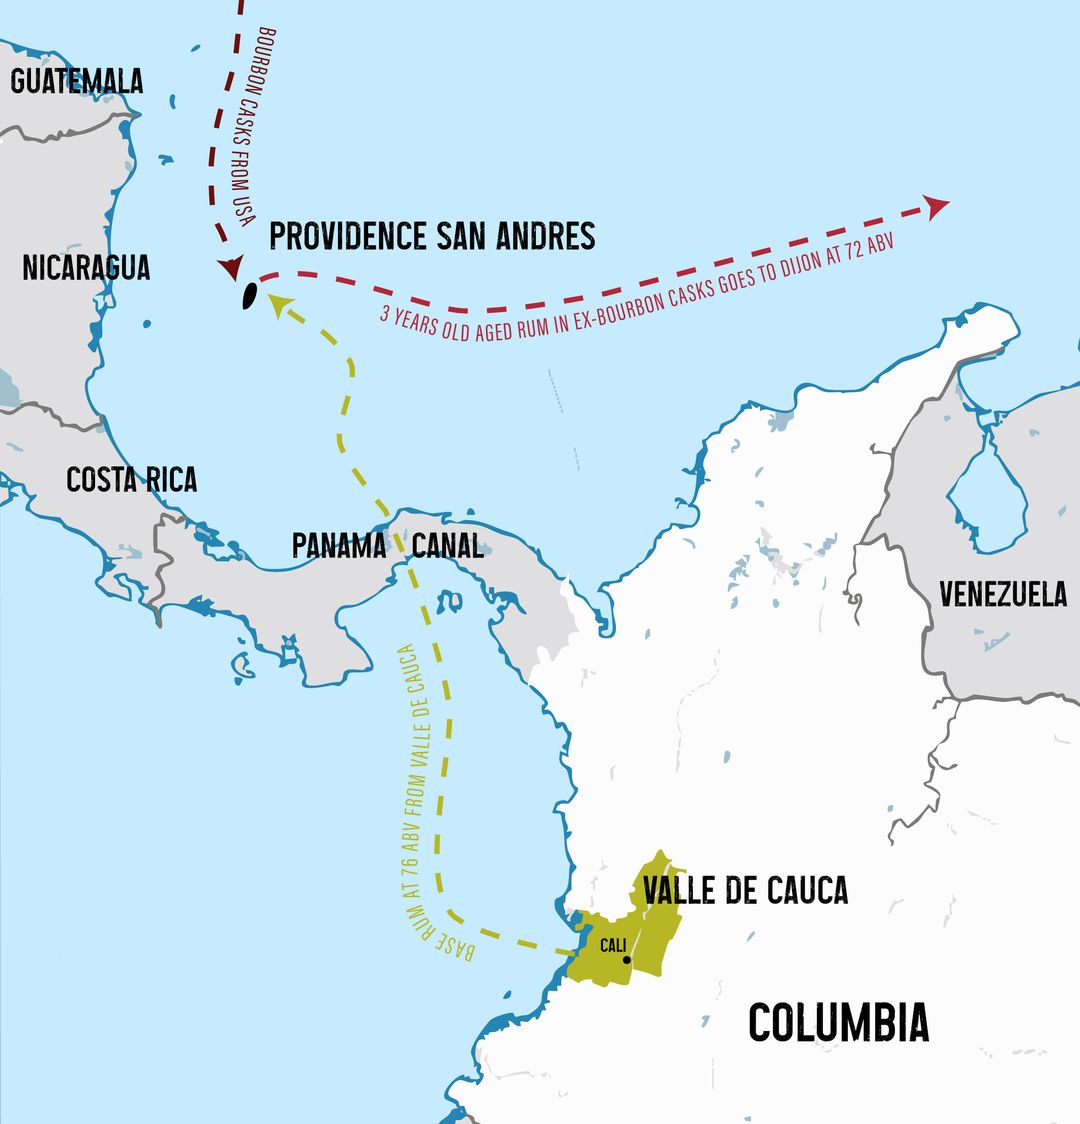 GUATEMALA
BOURBON CASKS FROM USA
PROVIDENCE SAN ANDRES
NICARAGUA
3 YEARS OLD AGED RUM IN EX-BOURBON CASKS GOES TO DIJON AT 72 ABV
COSTA RICA
PANAMA CANAL
VENEZUELA
BASE RUM AT 76 ABV FROM VALLE DE CAUCA
VALLE DE CAUCA
CALI
COLUMBIA